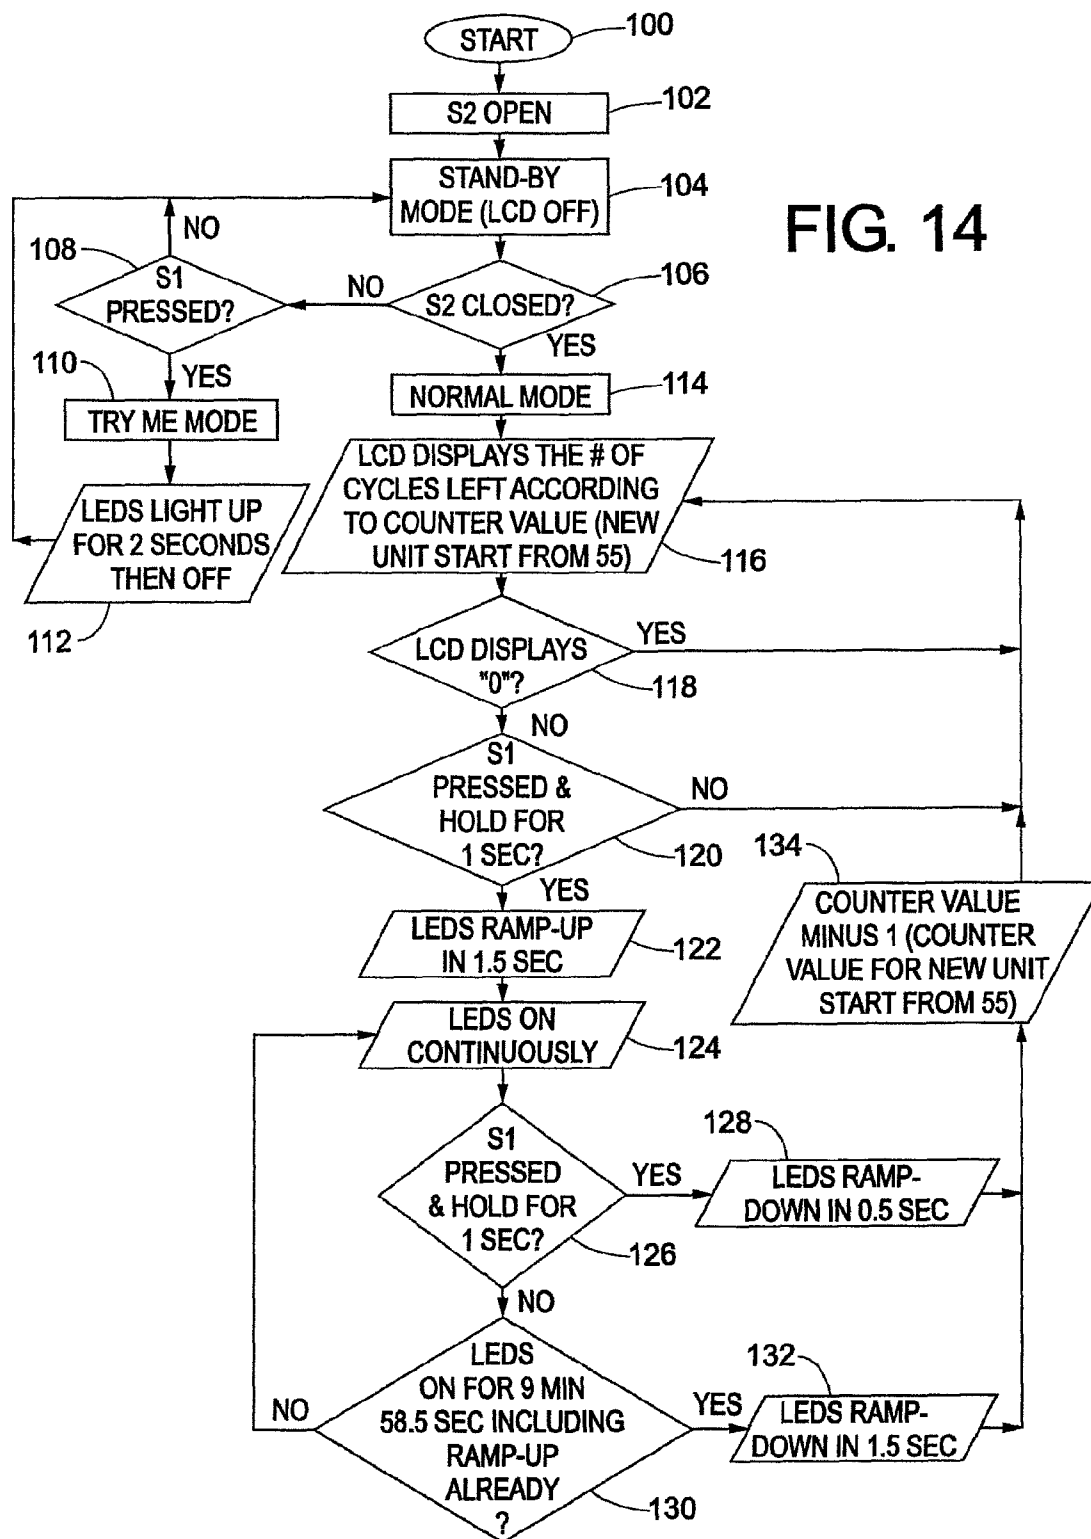 START
100
S2 OPEN
102
STAND-BY
MODE (LCD OFF)
104
FIG. 14
NO
108
S1
PRESSED?
NO
S2 CLOSED?
106
YES
110
YES
TRY ME MODE
NORMAL MODE
114
LEDS LIGHT UP
FOR 2 SECONDS
THEN OFF
112
LCD DISPLAYS THE # OF
CYCLES LEFT ACCORDING
TO COUNTER VALUE (NEW
UNIT START FROM 55)
116
LCD DISPLAYS
"0"?
YES
118
NO
S1
PRESSED &
HOLD FOR
1 SEC?
NO
120
YES
134
COUNTER VALUE
MINUS 1 (COUNTER
VALUE FOR NEW UNIT
START FROM 55)
LEDS RAMP-UP
IN 1.5 SEC
122
LEDS ON
CONTINUOUSLY
124
S1
PRESSED
& HOLD FOR
1 SEC?
YES
126
128
LEDS RAMP-
DOWN IN 0.5 SEC
NO
LEDS
ON FOR 9 MIN
58.5 SEC INCLUDING
RAMP-UP
ALREADY
?
NO
YES
130
132
LEDS RAMP-
DOWN IN 1.5 SEC